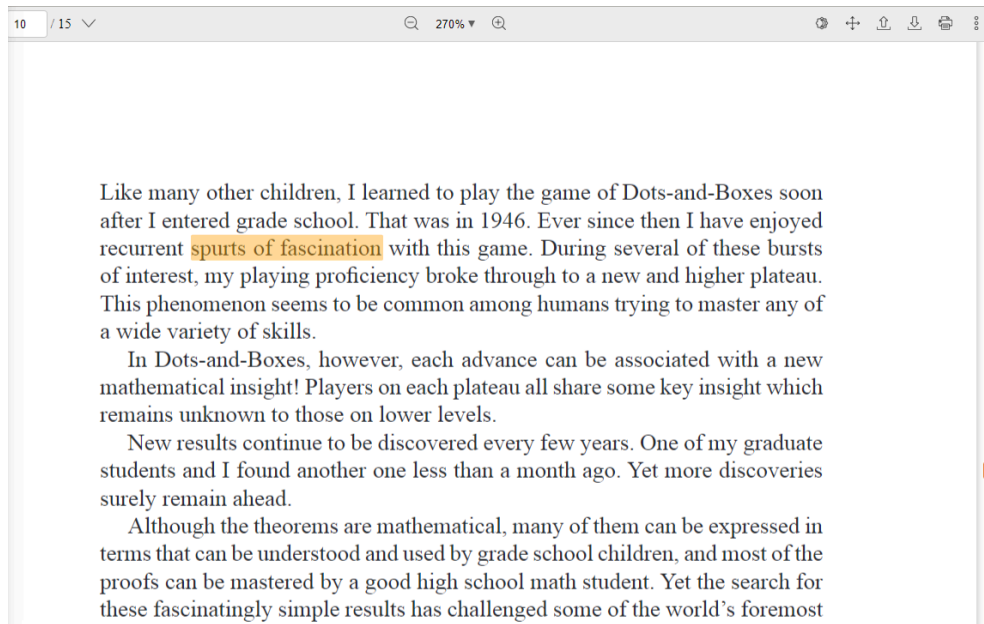 10 / 15 270%
Like many other children, I learned to play the game of Dots-and-Boxes soon
after I entered grade school. That was in 1946. Ever since then I have enjoyed
recurrent spurts of fascination with this game. During several of these bursts
of interest, my playing proficiency broke through to a new and higher plateau.
This phenomenon seems to be common among humans trying to master any of
a wide variety of skills.
In Dots-and-Boxes, however, each advance can be associated with a new
mathematical insight! Players on each plateau all share some key insight which
remains unknown to those on lower levels.
New results continue to be discovered every few years. One of my graduate
students and I found another one less than a month ago. Yet more discoveries
surely remain ahead.
Although the theorems are mathematical, many of them can be expressed in
terms that can be understood and used by grade school children, and most of the
proofs can be mastered by a good high school math student. Yet the search for
these fascinatingly simple results has challenged some of the world’s foremost